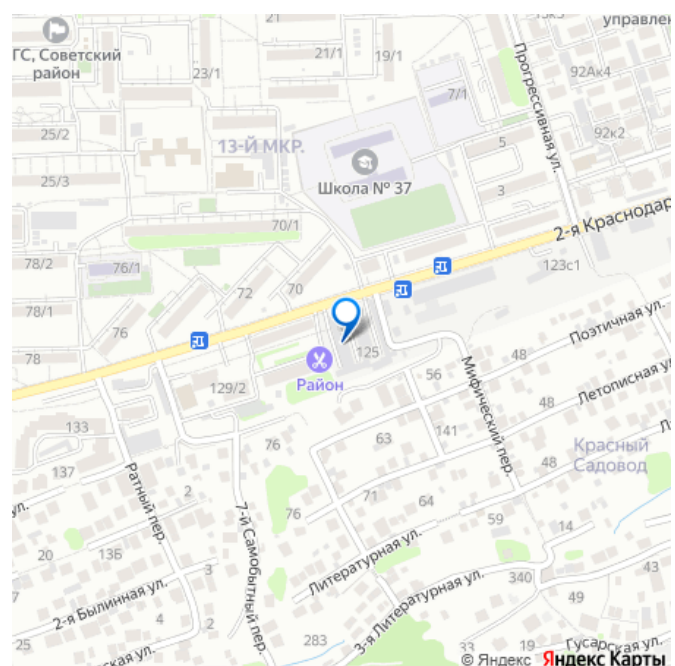 управлен
21
ГС, Советский
район
21/1
19/1
23/1
92Ак4
7/1
Прогрессивная ул.
25/2
13-Й МКР.
5
92к2
25/3
Школа № 37
3
70/1
2-я Краснодар
78/2
76/1
123с1
72
70
78/1
76
Поэтичная ул.
125
48
78
Район
Мифический пер.
Летописная у
129/2
56
48
133
141
76
63
Красный
Садовод
137
48
Ратный пер.
71
64
2
76
59
14
ул.
7-й Самобытный пер.
20
13Б
Литературная ул.
3
340
43
2-я Былинная ул.
49
4
2
3-я Литературная ул.
25
283
ская ул.
Гусарская ул.
© Яндекс Яндекс Карты